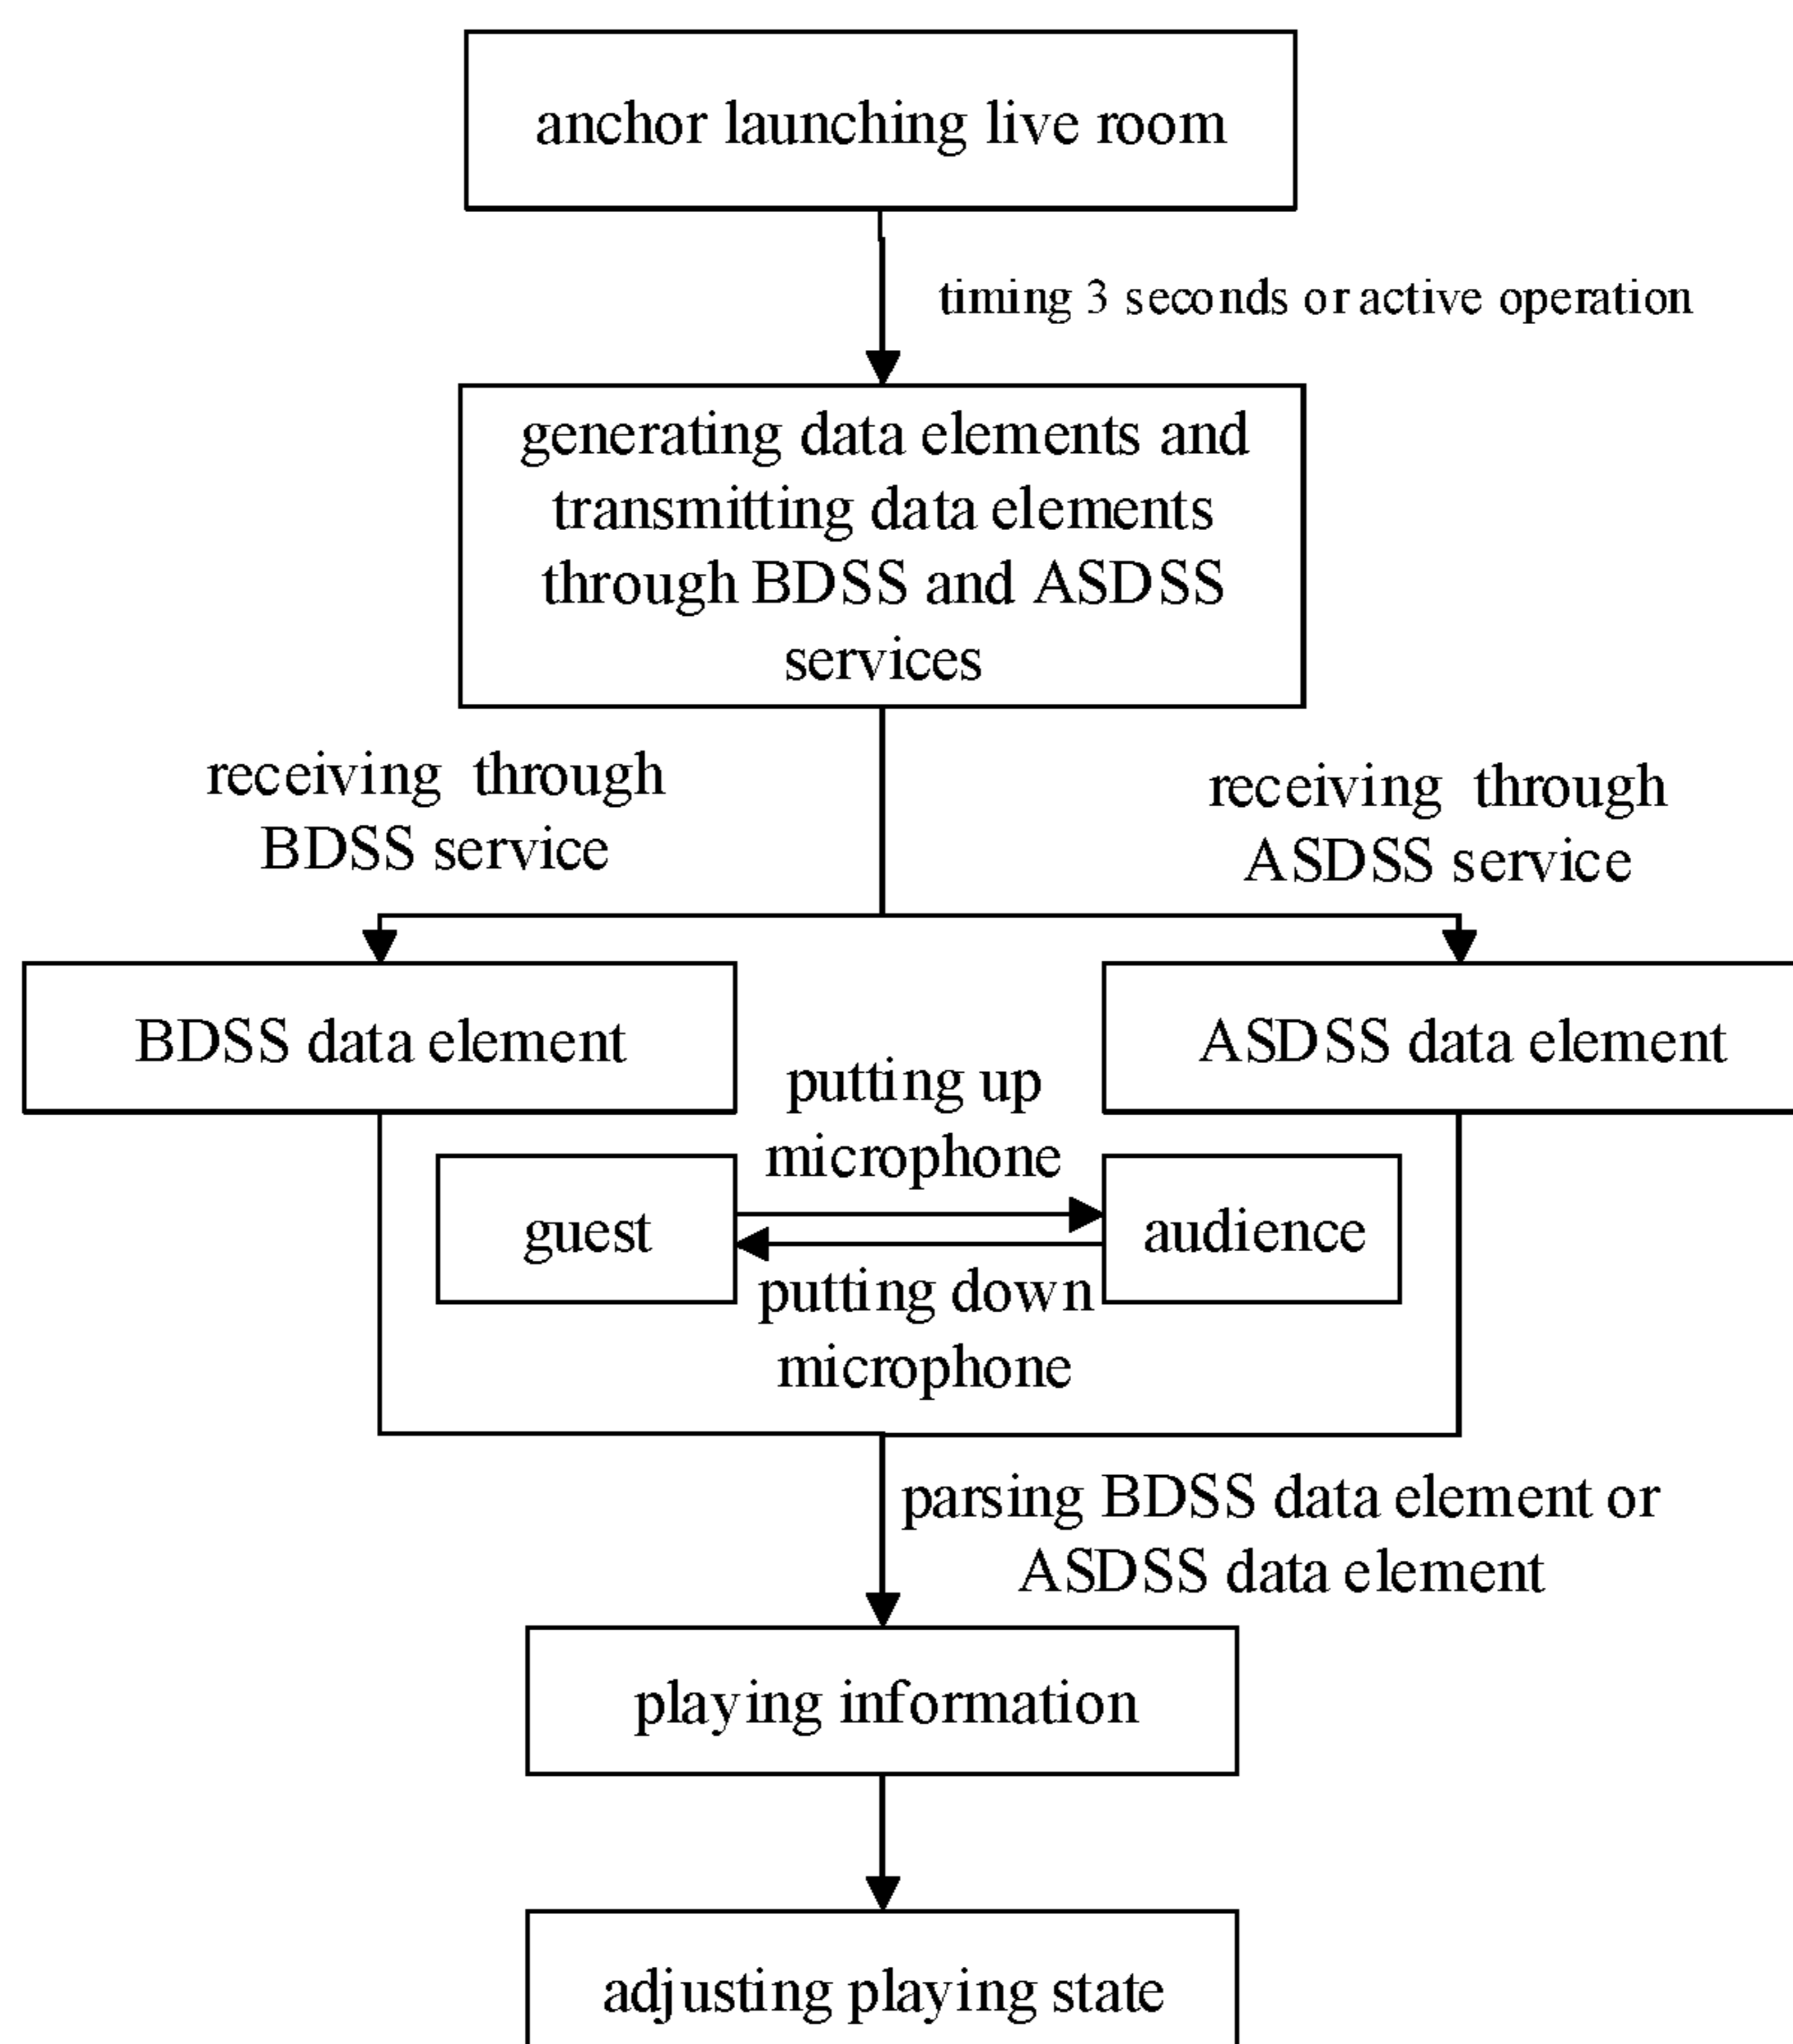 anchor launching live room
timing 3 seconds or active operation
generating data elements and
transmitting data elements
through BDSS and ASDSS
services
receiving through
BDSS service
receiving through
ASDSS service
BDSS data element
ASDSS data element
putting up
microphone
guest
audience
putting down
microphone
parsing BDSS data element or
ASDSS data element
playing information
adjusting playing state